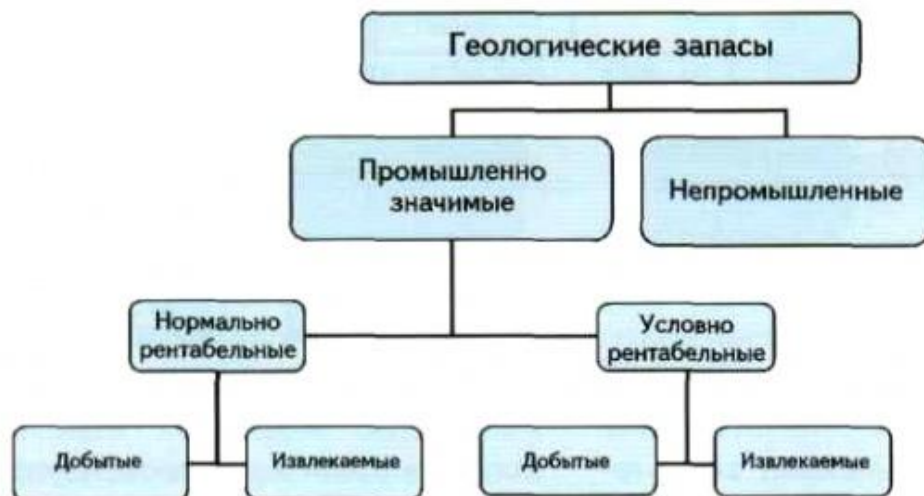 Геологические запасы
Промышленно
значимые
Непромышленные
Нормально
рентабельные
Условно
рентабельные
Добытые
Извлекаемые
Добытые
Извлекаемые